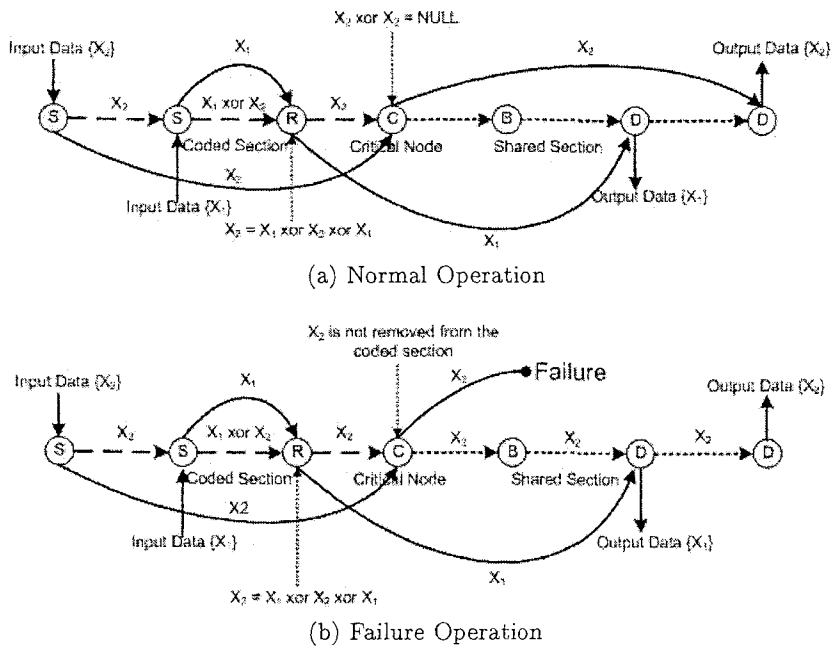 X₂ xor X₂ = NULL
Input Data {X₂}
X₁
X₂
Output Data {X₂}
S
X₂
S
X₁ xor X₂
R
X₂
C
B
D
D
Coded Section
Critical Node
Shared Section
X₂
Input Data {X₁}
Output Data {X₁}
X₂ = X₁ xor X₂ xor X₁
X₁
(a) Normal Operation
X₂ is not removed from the
coded section
Input Data {X₂}
X₁
X₂
Failure
Output Data {X₂}
S
X₂
S
X₁ xor X₂
R
X₂
C
X₂
B
X₂
D
X₂
D
Coded Section
Critical Node
Shared Section
X2
Input Data {X₁}
Output Data {X₁}
X₁
X₂ = X₁ xor X₂ xor X₁
(b) Failure Operation